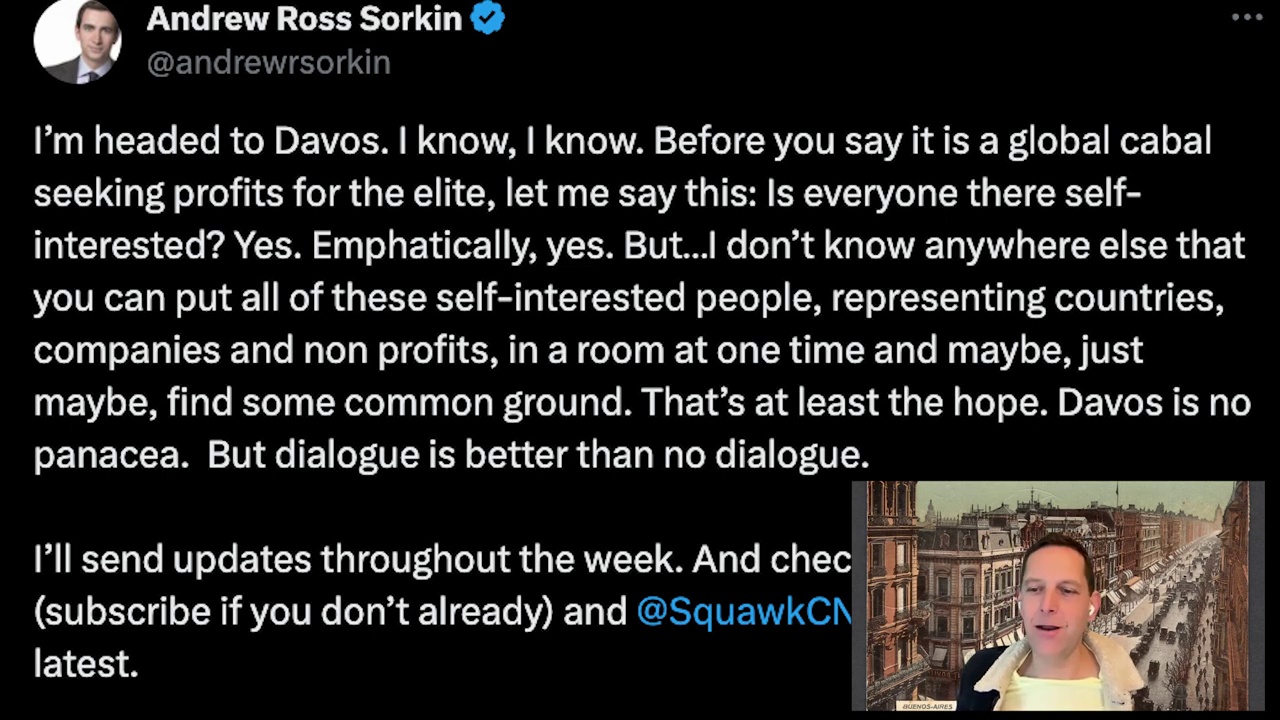 Andrew Ross Sorkin
@andrewrsorkin
I’m headed to Davos. I know, I know. Before you say it is a global cabal
seeking profits for the elite, let me say this: Is everyone there self-
interested? Yes. Emphatically, yes. But...I don’t know anywhere else that
you can put all of these self-interested people, representing countries,
companies and non profits, in a room at one time and maybe, just
maybe, find some common ground. That’s at least the hope. Davos is no
panacea.  But dialogue is better than no dialogue.
I’ll send updates throughout the week. And chec
(subscribe if you don’t already) and @SquawkCN
latest.
BUENOS-AIRES